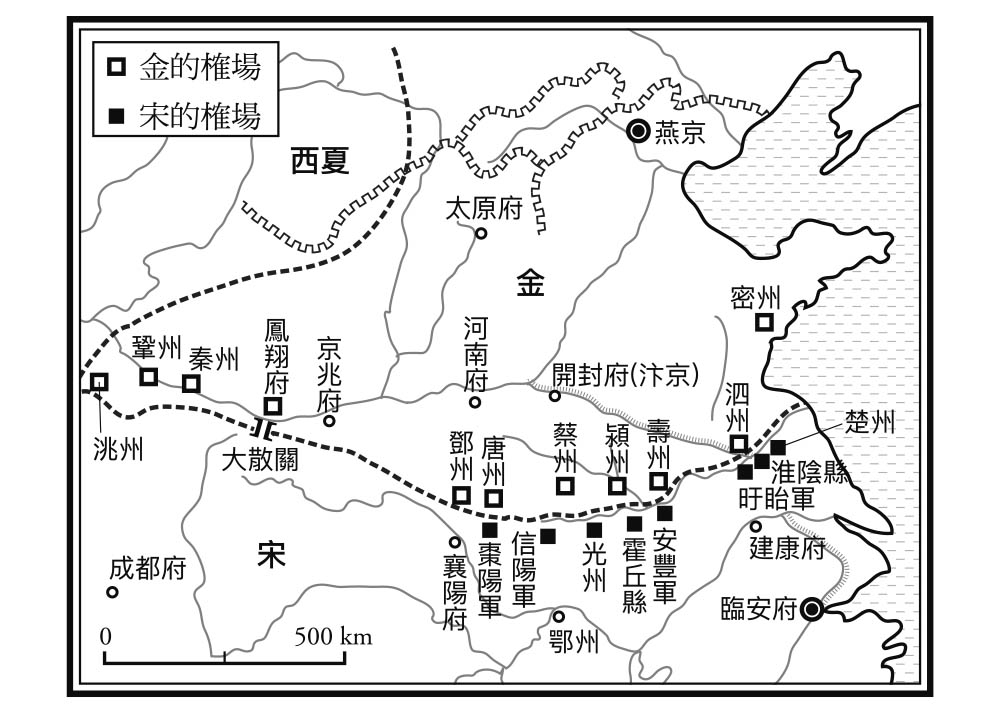 金的榷場
宋的榷場
西夏
燕京
太原府
金
密州
鞏州
秦州
鳳翔府
京兆府
河南府
開封府(汴京)
泗州
楚州
洮州
大散關
鄧州
唐州
蔡州
潁州
壽州
淮陰縣
盱眙軍
宋
成都府
襄陽府
棗陽軍
信陽軍
光州
霍丘縣
安豐軍
建康府
臨安府
鄂州
0
500 km